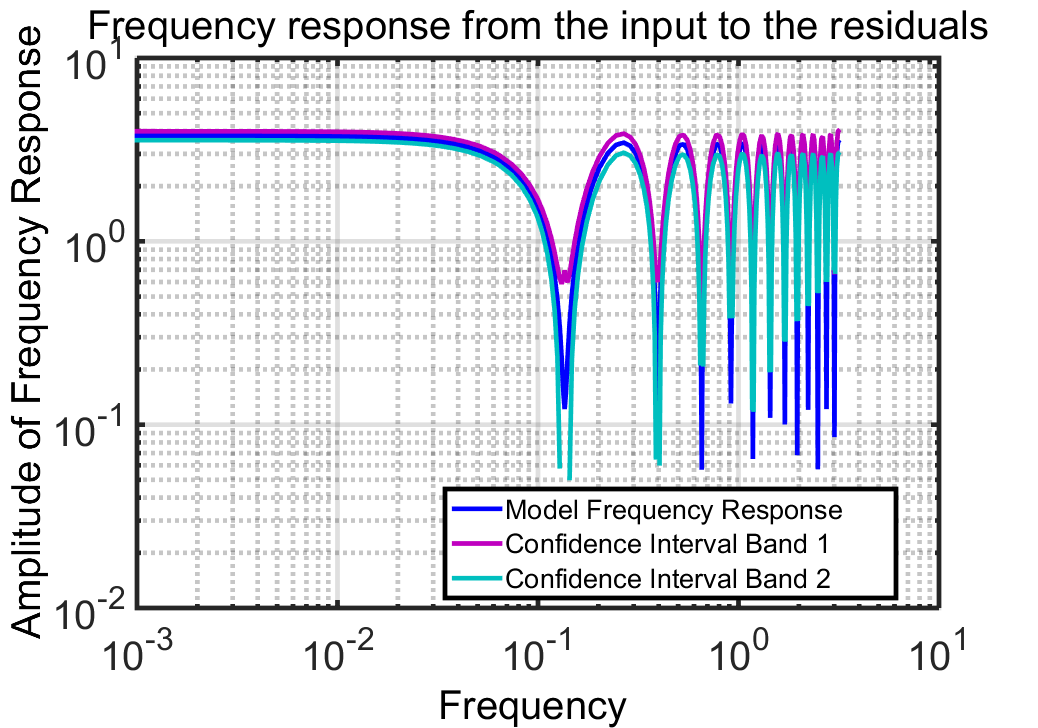 Frequency response from the input to the residuals
Amplitude of Frequency Response
10^1
10^0
10^-1
10^-2
10^-3
10^-2
10^-1
10^0
10^1
Model Frequency Response
Confidence Interval Band 1
Confidence Interval Band 2
Frequency